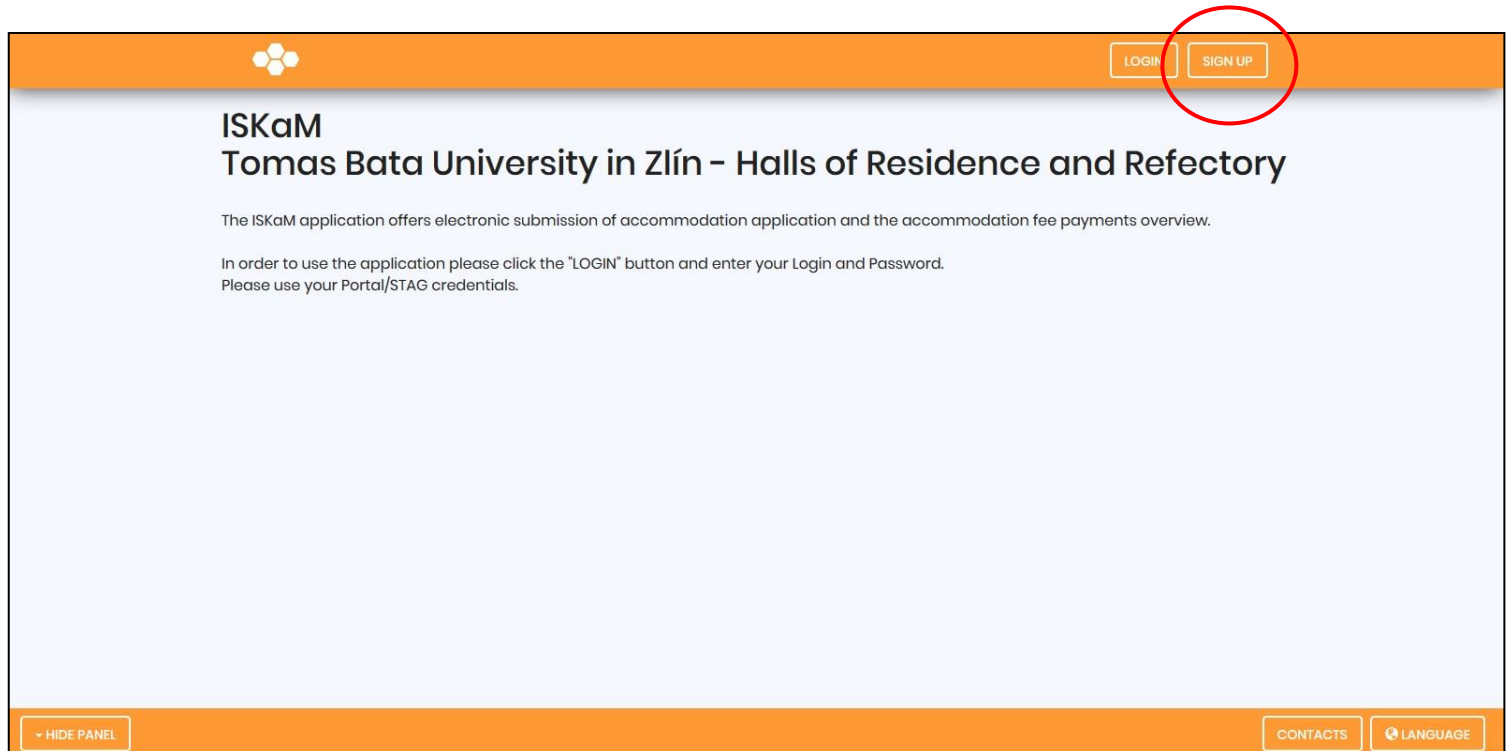 LOGIN SIGN UP
ISKaM
Tomas Bata University in Zlín - Halls of Residence and Refectory
The ISKaM application offers electronic submission of accommodation application and the accommodation fee payments overview.
In order to use the application please click the "LOGIN" button and enter your Login and Password.
Please use your Portal/STAG credentials.
HIDE PANEL CONTACTS LANGUAGE